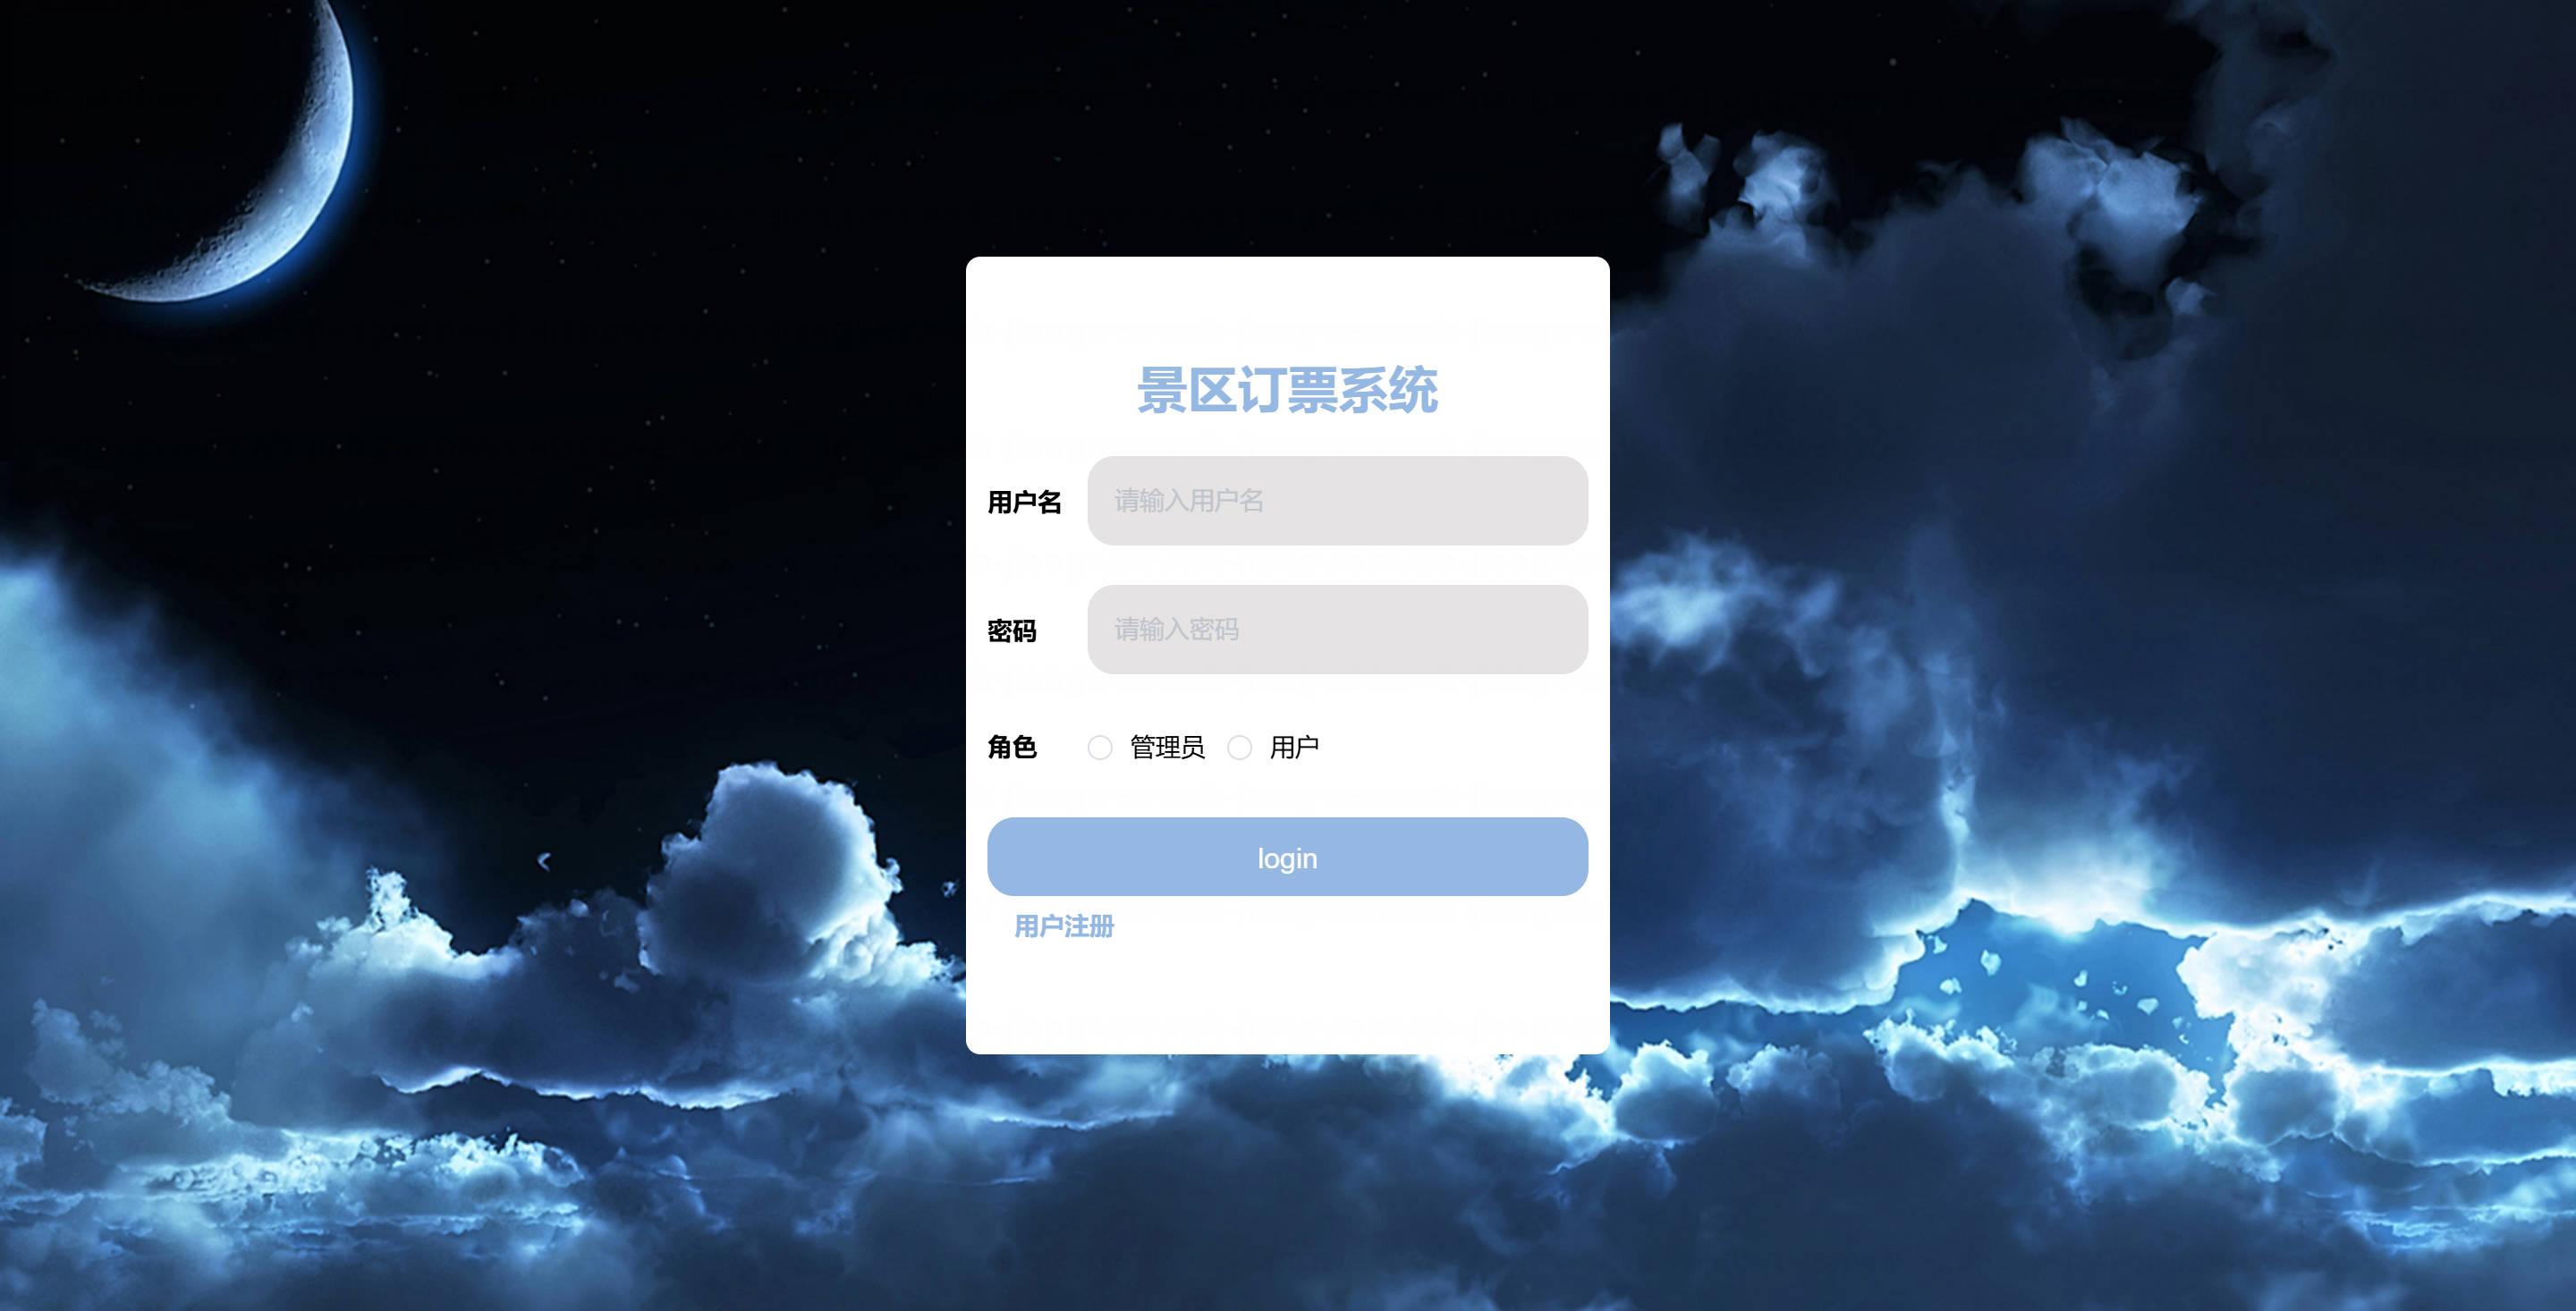 景区订票系统
用户名 请输入用户名
密码 请输入密码
角色 管理员 用户
login
用户注册